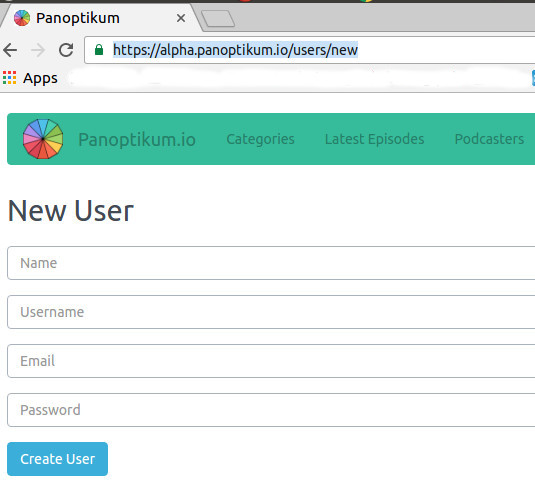 Panoptikum
https://alpha.panoptikum.io/users/new
Apps
Panoptikum.io Categories Latest Episodes Podcasters
New User
Name
Username
Email
Password
Create User